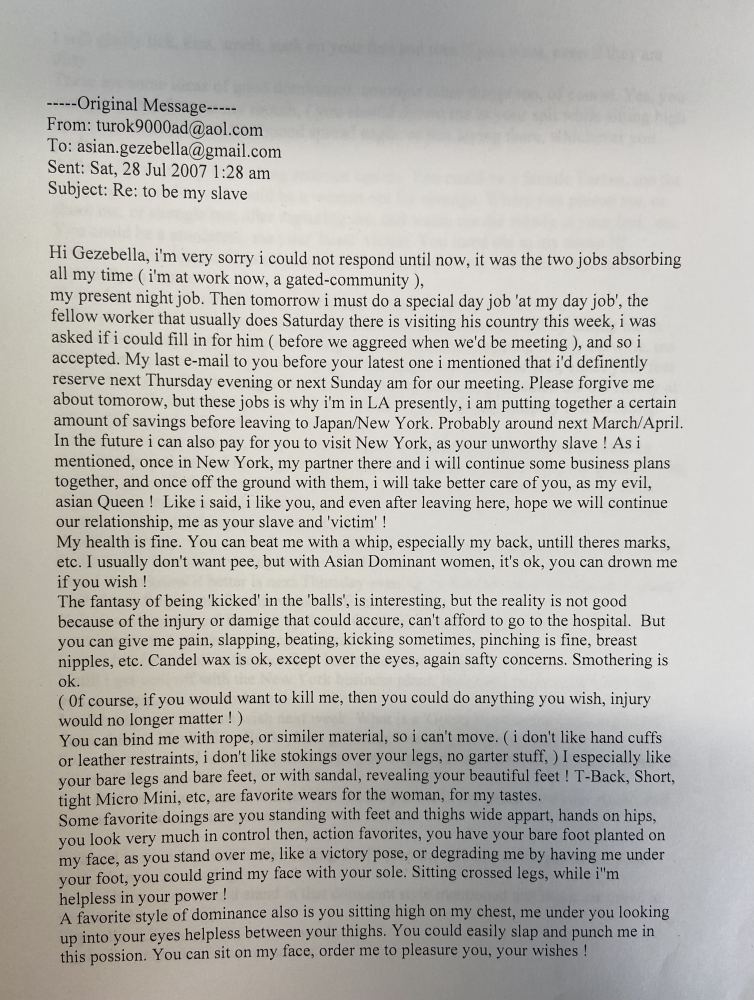 -----Original Message-----
From: turok9000ad@aol.com
To: asian.gezebella@gmail.com
Sent: Sat, 28 Jul 2007 1:28 am
Subject: Re: to be my slave
Hi Gezebella, i'm very sorry i could not respond until now, it was the two jobs absorbing
all my time ( i'm at work now, a gated-community ),
my present night job. Then tomorrow i must do a special day job 'at my day job', the
fellow worker that usually does Saturday there is visiting his country this week, i was
asked if i could fill in for him ( before we aggreed when we'd be meeting ), and so i
accepted. My last e-mail to you before your latest one i mentioned that i'd definently
reserve next Thursday evening or next Sunday am for our meeting. Please forgive me
about tomorow, but these jobs is why i'm in LA presently, i am putting together a certain
amount of savings before leaving to Japan/New York. Probably around next March/April.
In the future i can also pay for you to visit New York, as your unworthy slave ! As i
mentioned, once in New York, my partner there and i will continue some business plans
together, and once off the ground with them, i will take better care of you, as my evil,
asian Queen !  Like i said, i like you, and even after leaving here, hope we will continue
our relationship, me as your slave and 'victim' !
My health is fine. You can beat me with a whip, especially my back, untill theres marks,
etc. I usually don't want pee, but with Asian Dominant women, it's ok, you can drown me
if you wish !
The fantasy of being 'kicked' in the 'balls', is interesting, but the reality is not good
because of the injury or damige that could accure, can't afford to go to the hospital.  But
you can give me pain, slapping, beating, kicking sometimes, pinching is fine, breast
nipples, etc. Candel wax is ok, except over the eyes, again safty concerns. Smothering is
ok.
( 0f course, if you would want to kill me, then you could do anything you wish, injury
would no longer matter ! )
You can bind me with rope, or similer material, so i can't move. ( i don't like hand cuffs
or leather restraints, i don't like stokings over your legs, no garter stuff, ) I especially like
your bare legs and bare feet, or with sandal, revealing your beautiful feet ! T-Back, Short,
tight Micro Mini, etc, are favorite wears for the woman, for my tastes.
Some favorite doings are you standing with feet and thighs wide appart, hands on hips,
you look very much in control then, action favorites, you have your bare foot planted on
my face, as you stand over me, like a victory pose, or degrading me by having me under
your foot, you could grind my face with your sole. Sitting crossed legs, while i"m
helpless in your power !
A favorite style of dominance also is you sitting high on my chest, me under you looking
up into your eyes helpless between your thighs. You could easily slap and punch me in
this possion. You can sit on my face, order me to pleasure you, your wishes !